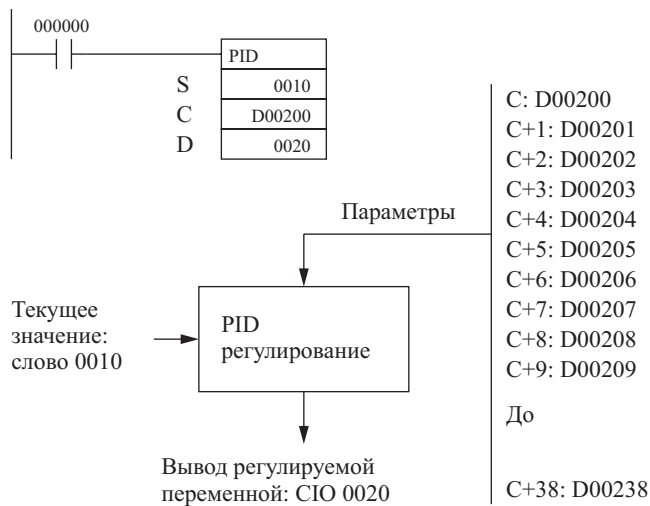 000000
PID
S 0010
C D00200
D 0020
C: D00200
C+1: D00201
C+2: D00202
C+3: D00203
C+4: D00204
C+5: D00205
C+6: D00206
C+7: D00207
C+8: D00208
C+9: D00209
До
C+38: D00238
Параметры
Текущее
значение:
слово 0010
PID
регулирование
Вывод регулируемой
переменной: CIO 0020